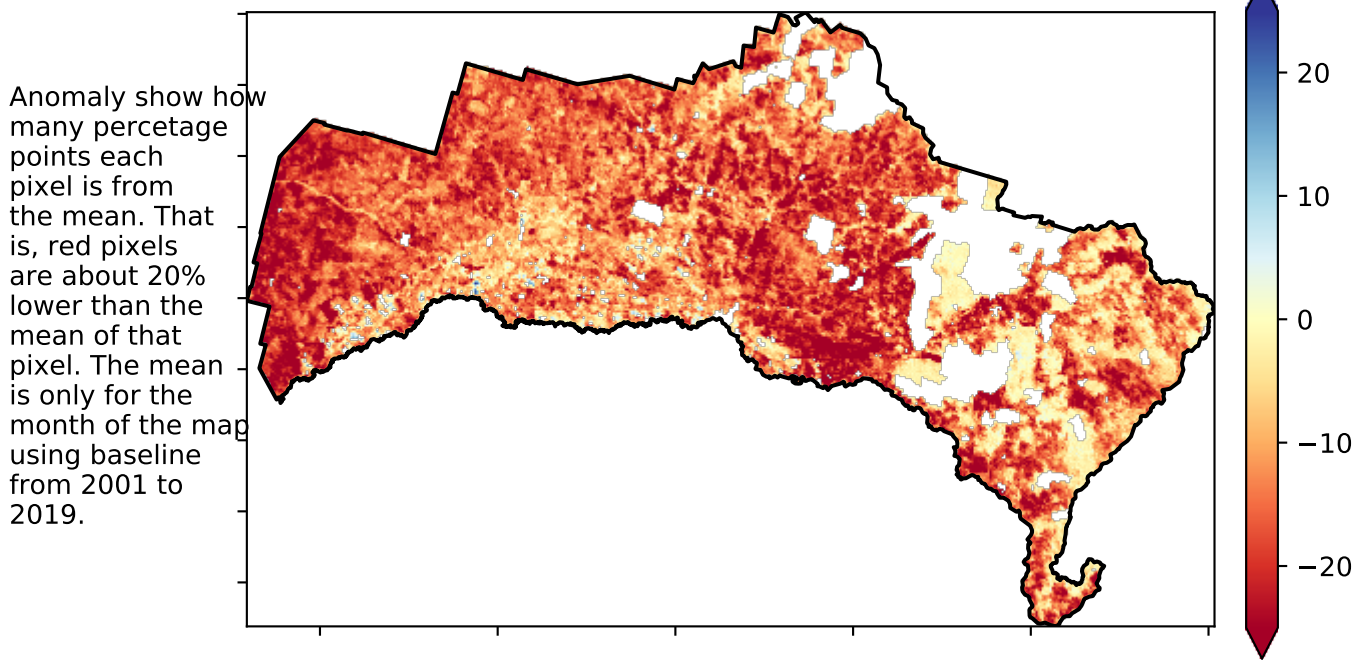 Anomaly show how
many percetage
points each
pixel is from
the mean. That
is, red pixels
are about 20%
lower than the
mean of that
pixel. The mean
is only for the
month of the map
using baseline
from 2001 to
2019.
20
10
0
−10
−20